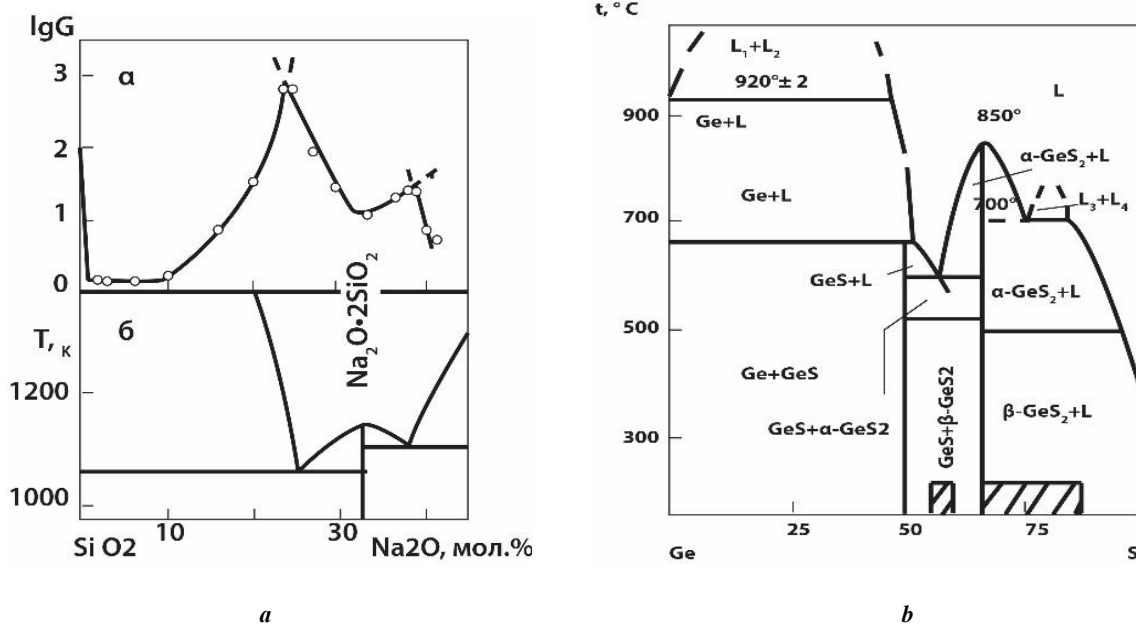 lgG
3
α
2
1
0
б
T, К
1200
1000
Na₂O•2SiO₂
10
30
Si O2
Na2O, мол.%
a
t, ° C
900
700
500
300
L₁+L₂
920°± 2
L
Ge+L
850°
α-GeS₂+L
Ge+L
700°
L₃+L₄
GeS+L
α-GeS₂+L
Ge+GeS
GeS+α-GeS2
GeS+β-GeS2
β-GeS₂+L
25
50
75
Ge
S
b